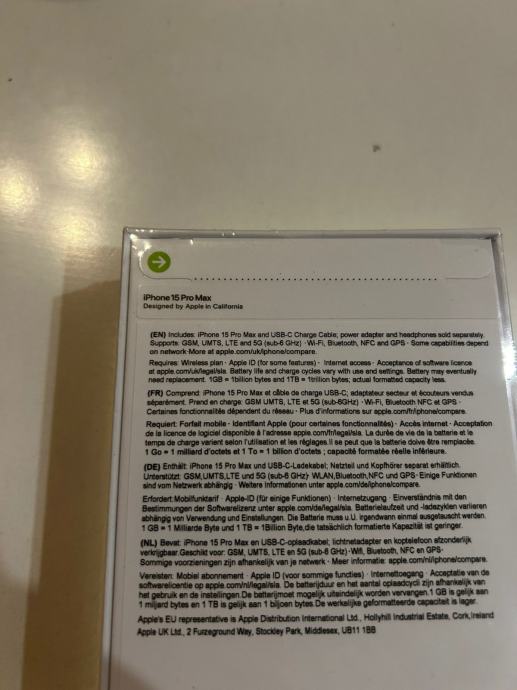 iPhone 15 Pro Max
Designed by Apple in California
(EN) Includes: iPhone 15 Pro Max and USB-C Charge Cable; power adapter and headphones sold separately.
Supports: GSM, UMTS, LTE and 5G (sub-6 GHz) · Wi-Fi, Bluetooth, NFC and GPS · Some capabilities depend
on network·More at apple.com/uk/iphone/compare.
Requires: Wireless plan · Apple ID (for some features) · Internet access · Acceptance of software licence
at apple.com/uk/legal/sla. Battery life and charge cycles vary with use and settings. Battery may eventually
need replacement. 1GB =1billion bytes and 1TB =1trillion bytes; actual formatted capacity less.
(FR) Comprend: iPhone 15 Pro Max et câble de charge USB-C; adaptateur secteur et écouteurs vendus
séparement. Prend en charge: GSM UMTS, LTE et 5G (sub-6GHz) · Wi-Fi, Bluetooth NFC et GPS ·
Certaines fonctionnalités dépendent du réseau · Plus d'informations sur apple.com/fr/iphone/compare.
Requiert: Forfait mobile · Identifiant Apple (pour certaines fonctionnalités) · Accès internet · Acceptation
de la licence de logiciel disponible à l'adresse apple.com/fr/legal/sla. La durée de vie de la batterie et le
temps de charge varient selon l'utilisation et les réglages.Il se peut que la batterie doive être remplacée.
1 Go = 1 milliard d'octets et 1 To = 1 billion d'octets ; capacité formatée réelle inférieure.
(DE) Enthält: iPhone 15 Pro Max und USB-C-Ladekabel; Netzteil und Kopfhörer separat erhältlich.
Unterstützt: GSM,UMTS,LTE und 5G (sub-6 GHz) · WLAN,Bluetooth,NFC und GPS · Einige Funktionen
sind vom Netzwerk abhängig · Weitere Informationen unter apple.com/de/iphone/compare.
Erfordert:Mobilfunktarif · Apple-ID (für einige Funktionen) · Internetzugang · Einverständnis mit den
Bestimmungen der Softwarelizenz unter apple.com/de/legal/sla. Batterielaufzeit und -ladezyklen variieren
abhängig von Verwendung und Einstellungen. Die Batterie muss u.U. irgendwann einmal ausgetauscht werden.
1 GB = 1 Milliarde Byte und 1 TB = 1Billion Byte,die tatsächlich formatierte Kapazität ist geringer.
(NL) Bevat: iPhone 15 Pro Max en USB-C-oplaadkabel; lichtnetadapter en koptelefoon afzonderlijk
verkrijgbaar Geschikt voor: GSM, UMTS, LTE en 5G (sub-6 GHz) · Wifi, Bluetooth, NFC en GPS·
Sommige voorzieningen zijn afhankelijk van je netwerk · Meer informatie: apple.com/nl/iphone/compare.
Vereisten: Mobiel abonnement · Apple ID (voor sommige functies) · Internettoegang · Acceptatie van de
softwarelicentie op apple.com/nl/legal/sla. De batterijduur en het aantal oplaadcycli zijn afhankelijk van
het gebruik en de instellingen.De batterijmoet mogelijk uiteindelijk worden vervangen.1 GB is gelijk aan
1 miljard bytes en 1 TB is gelijk aan 1 biljoen bytes.De werkelijke geformatteerde capaciteit is lager.
Apple's EU representative is Apple Distribution International Ltd., Hollyhill Industrial Estate, Cork,Ireland
Apple UK Ltd., 2 Furzeground Way, Stockley Park, Middlesex, UB11 1BB